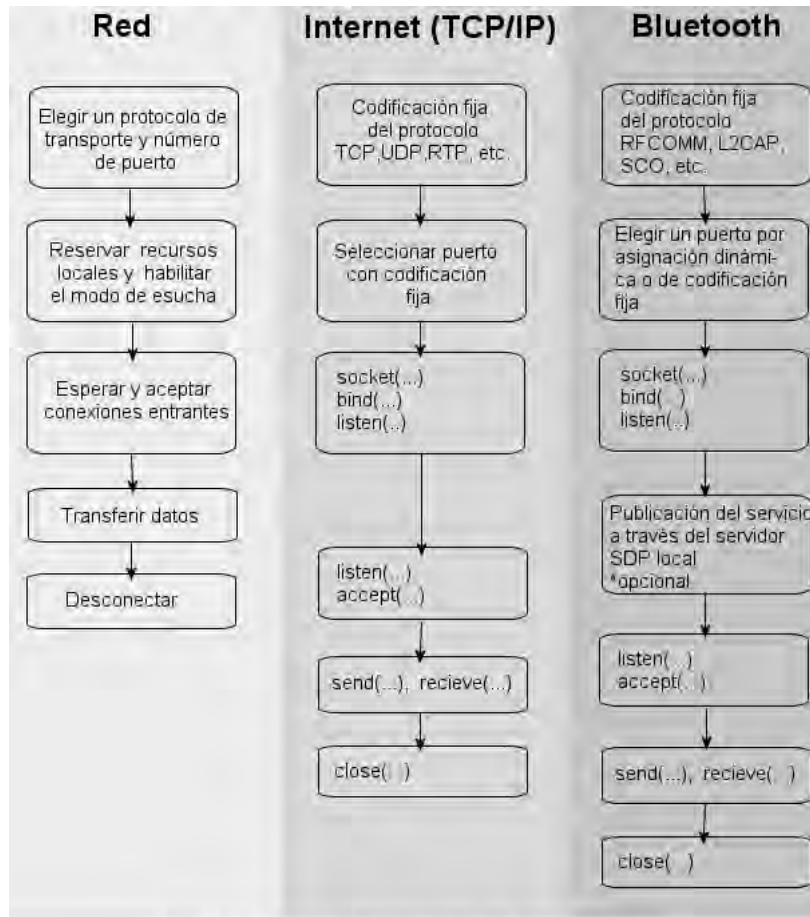 Red
Elegir un protocolo de
transporte y número
de puerto
Reservar recursos
locales y habilitar
el modo de esucha
Esperar y aceptar
conexiones entrantes
Transferir datos
Desconectar
Internet (TCP/IP)
Codificación fija
del protocolo
TCP,UDP,RTP, etc.
Seleccionar puerto
con codificación
fija
socket(...)
bind(...)
listen(..)
listen(...)
accept(...)
send(...), recieve(...)
close(...)
Bluetooth
Codificación fija
del protocolo
RFCOMM, L2CAP,
SCO, etc.
Elegir un puerto por
asignación dinámi-
ca o de codificación
fija
socket(...)
bind(...)
listen(..)
Publicación del servicio
a través del servidor
SDP local
*opcional
listen(...)
accept(...)
send(...), recieve(...)
close(...)